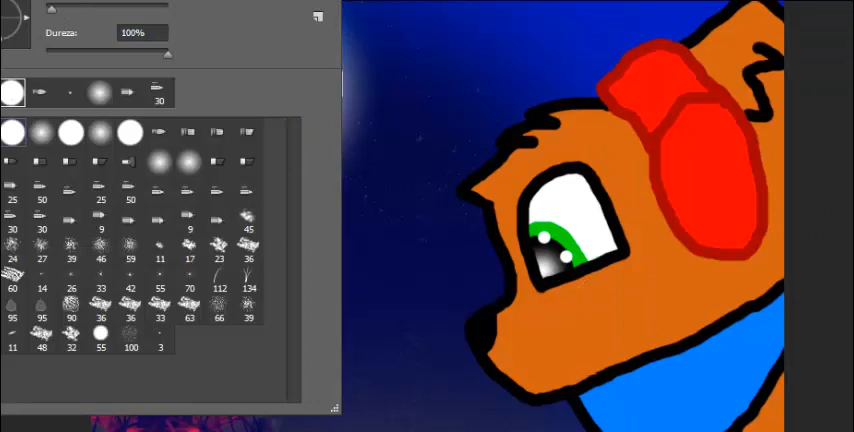 Dureza: 100%
30
25 50 25 50
30 30 9 9 45
24 27 39 46 59 11 17 23 36
60 14 26 33 42 55 70 112 134
95 95 90 36 36 33 63 66 39
11 48 32 55 100 3